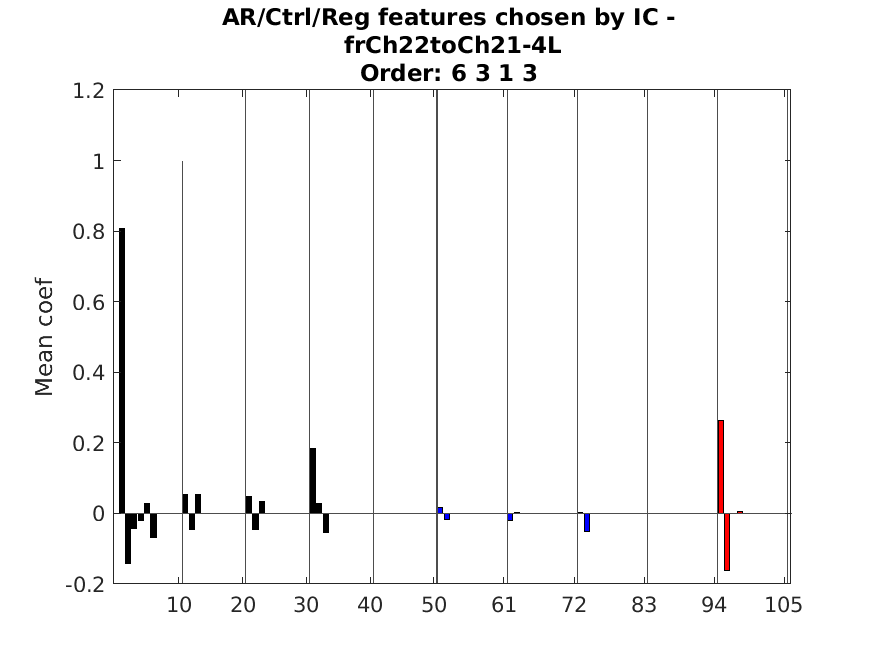 AR/Ctrl/Reg features chosen by IC -
frCh22toCh21-4L
Order: 6 3 1 3
Mean coef
1.2
1
0.8
0.6
0.4
0.2
0
-0.2
10 20 30 40 50 61 72 83 94 105